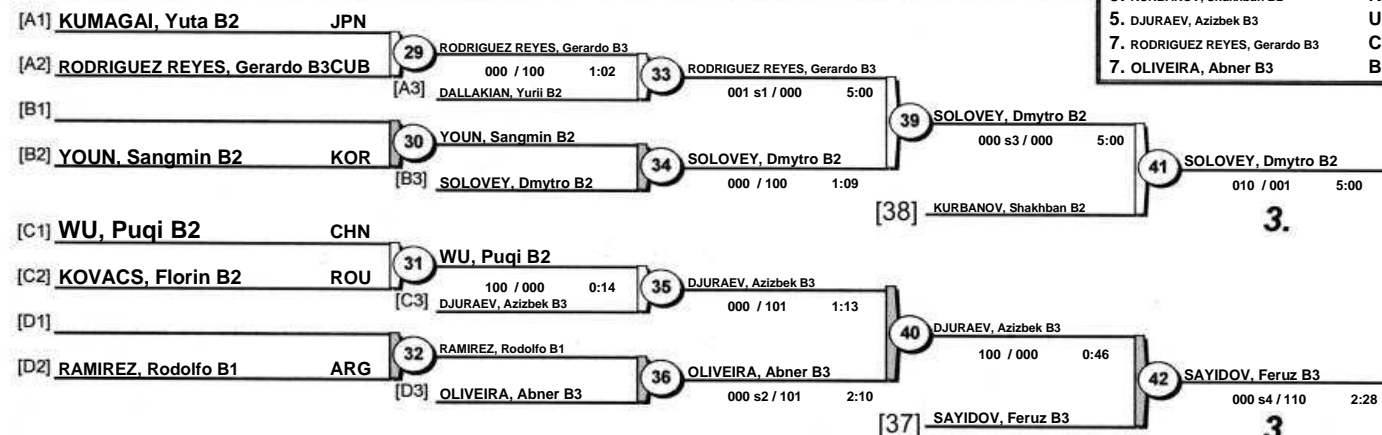 5. DJURAEV, Azizbek B3 U
7. RODRIGUEZ REYES, Gerardo B3 C
7. OLIVEIRA, Abner B3 B
[A1] KUMAGAI, Yuta B2 JPN
29 RODRIGUEZ REYES, Gerardo B3
[A2] RODRIGUEZ REYES, Gerardo B3 CUB
000 / 100 1:02
33 RODRIGUEZ REYES, Gerardo B3
[A3] DALLAKIAN, Yurii B2
001 s1 / 000 5:00
[B1]
39 SOLOVEY, Dmytro B2
30 YOUN, Sangmin B2
000 s3 / 000 5:00
[B2] YOUN, Sangmin B2 KOR
34 SOLOVEY, Dmytro B2
41 SOLOVEY, Dmytro B2
[B3] SOLOVEY, Dmytro B2
000 / 100 1:09
010 / 001 5:00
[38] KURBANOV, Shakhban B2
3.
[C1] WU, Puqi B2 CHN
31 WU, Puqi B2
[C2] KOVACS, Florin B2 ROU
100 / 000 0:14
35 DJURAEV, Azizbek B3
[C3] DJURAEV, Azizbek B3
000 / 101 1:13
[D1]
40 DJURAEV, Azizbek B3
32 RAMIREZ, Rodolfo B1
100 / 000 0:46
[D2] RAMIREZ, Rodolfo B1 ARG
36 OLIVEIRA, Abner B3
42 SAYIDOV, Feruz B3
[D3] OLIVEIRA, Abner B3
000 s2 / 101 2:10
000 s4 / 110 2:28
[37] SAYIDOV, Feruz B3
3